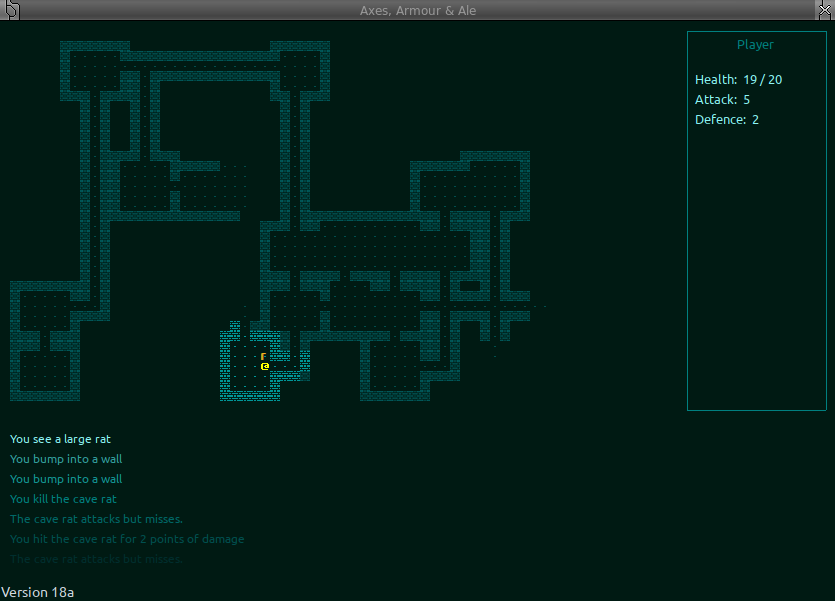 Axes, Armour & Ale
Player
Health: 19 / 20
Attack: 5
Defence: 2
r
@
You see a large rat
You bump into a wall
You bump into a wall
You kill the cave rat
The cave rat attacks but misses.
You hit the cave rat for 2 points of damage
The cave rat attacks but misses.
Version 18a